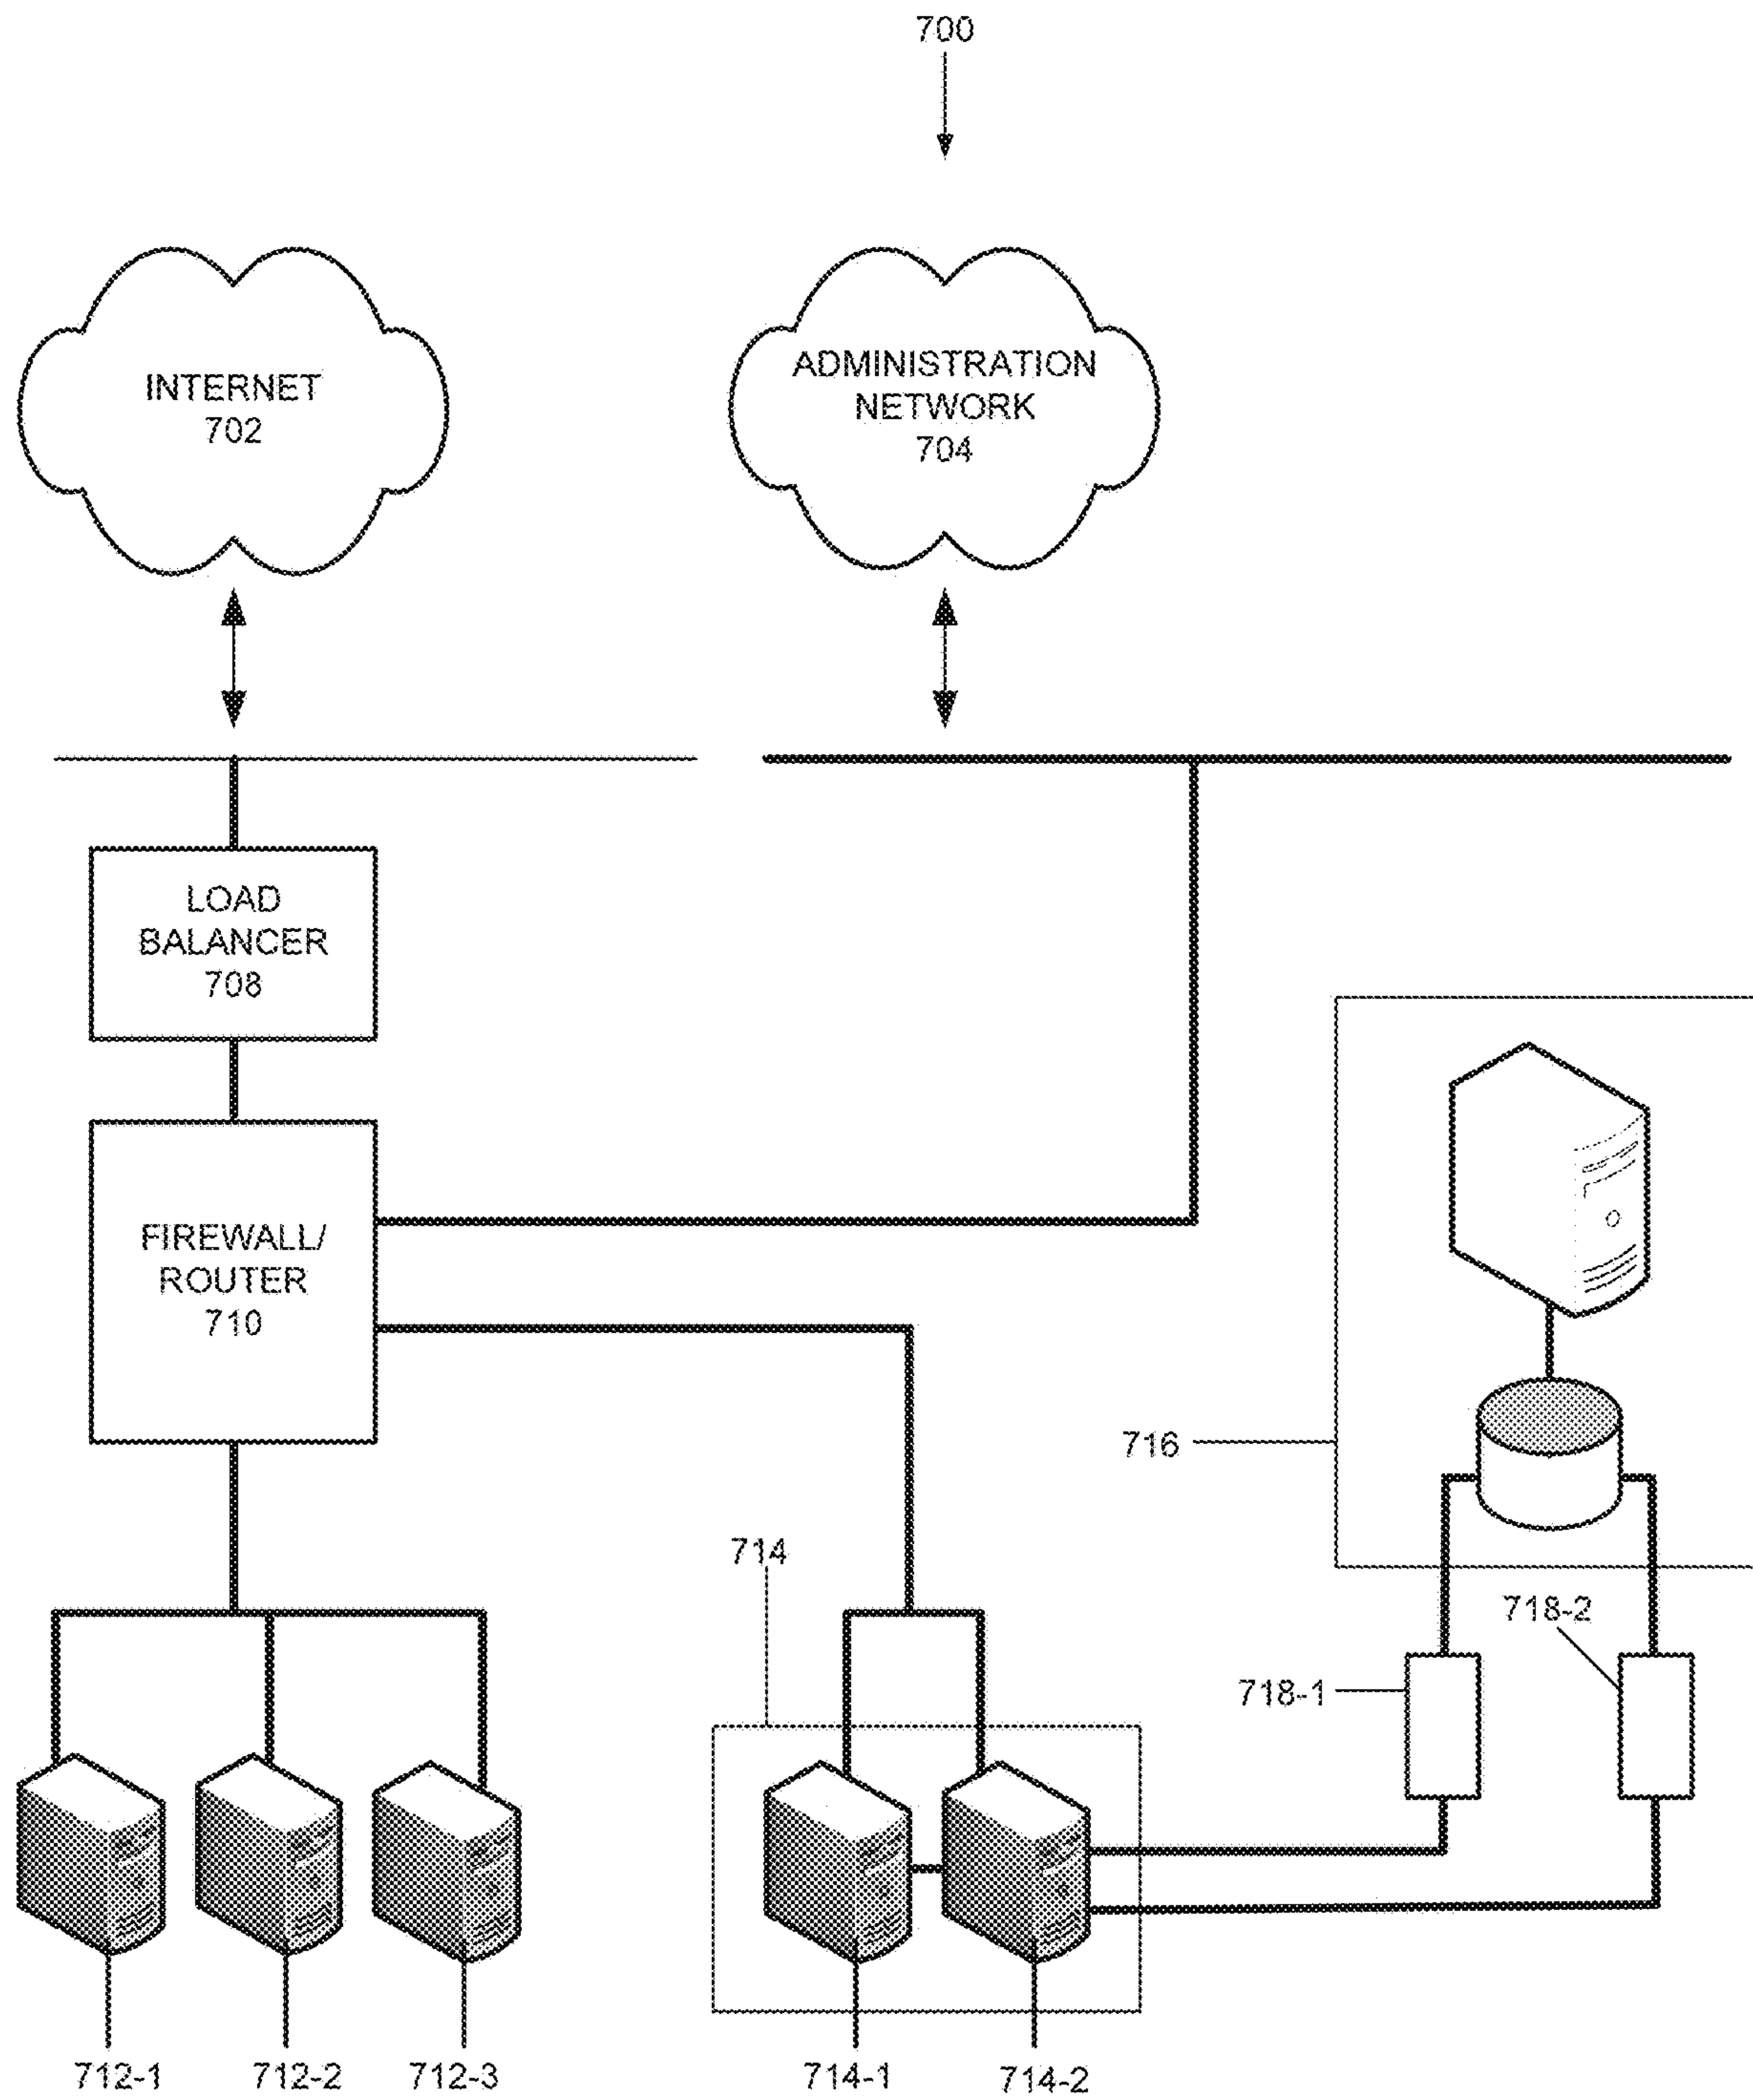 700
INTERNET
702
ADMINISTRATION
NETWORK
704
LOAD
BALANCER
708
FIREWALL/
ROUTER
710
716
714
718-2
718-1
712-1
712-2
712-3
714-1
714-2